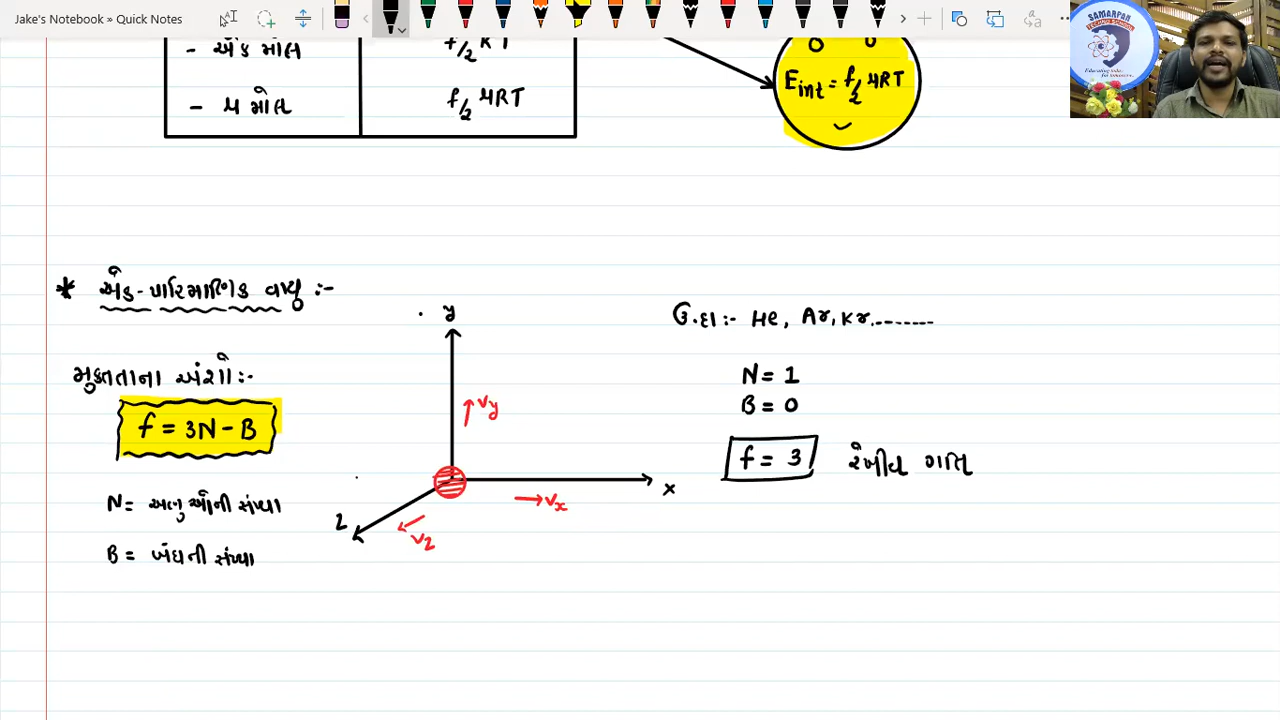 Jake's Notebook » Quick Notes
SAMARPAN
- એક મોલ
f/2 RT
- μ મોલ
f/2 μRT
Eint = f/2 μRT
* એક-પારિમાણિક વાયુ :-
મુક્તતાના અંશો :-
f = 3N - B
N = અણુઓની સંખ્યા
B = બંધની સંખ્યા
y
x
z
vy
vx
vz
ઉ.દા :- He, Ar, Kr........
N = 1
B = 0
f = 3 રેખીય ગતિ